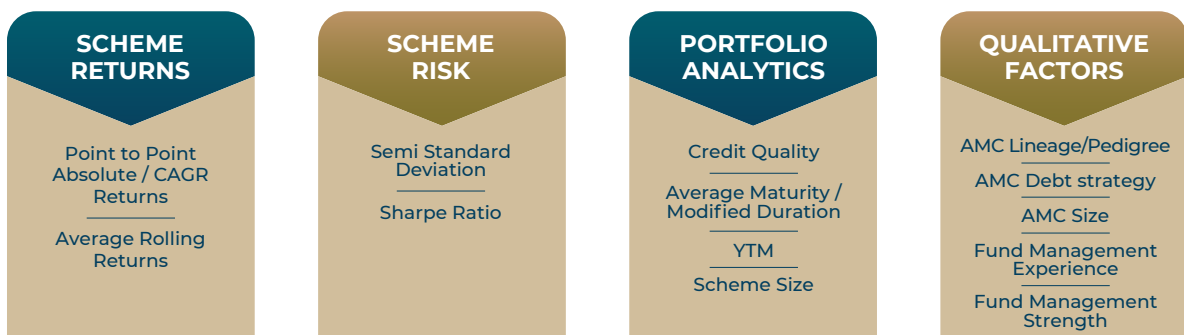 SCHEME
RETURNS
Point to Point
Absolute / CAGR
Returns
Average Rolling
Returns
SCHEME
RISK
Semi Standard
Deviation
Sharpe Ratio
PORTFOLIO
ANALYTICS
Credit Quality
Average Maturity /
Modified Duration
YTM
Scheme Size
QUALITATIVE
FACTORS
AMC Lineage/Pedigree
AMC Debt strategy
AMC Size
Fund Management
Experience
Fund Management
Strength